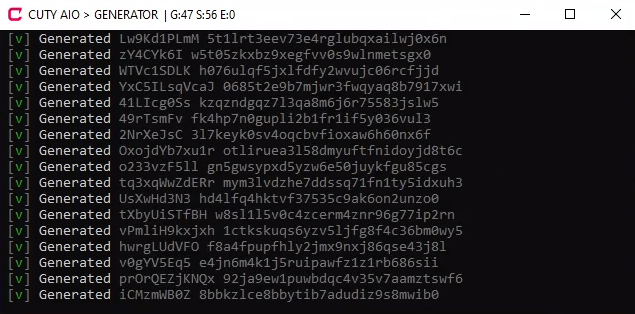 CUTY AIO > GENERATOR | G:47 S:56 E:0
[v] Generated Lw9Kd1PLmM 5t1lrt3eev73e4rglubqxailwj0x6n
[v] Generated zY4CYk6I w5t05zkxbz9xegfvv0s9wlnmetsgx0
[v] Generated WTVc1SDLK h076ulqf5jxlfdfy2wvujc06rcfjjd
[v] Generated YxC5ILsqVcaJ 0685t2e9b7mjwr3fwqyaq8b7917xwi
[v] Generated 41LIcg0Ss kzqzndgqz7l3qa8m6j6r75583jslw5
[v] Generated 49rTsmFv fk4hp7n0gupli2b1fr1if5y036vul3
[v] Generated 2NrXeJsC 3l7keyk0sv4oqcbvfioxaw6h60nx6f
[v] Generated OxojdYb7xu1r otliruea3l58dmyuftfnidoyjd8t6c
[v] Generated o233vzF5ll gn5gwsypxd5yzw6e50juykfgu85cgs
[v] Generated tq3xqWwZdERr mym3lvdzhe7ddssq71fn1ty5idxuh3
[v] Generated UsXwHd3N3 hd4lfq4hktvf37535c9ak6on2unzo0
[v] Generated tXbyUiSTfBH w8sl1l5v0c4zcerm4znr96g77ip2rn
[v] Generated vPmliH9kxjxh 1ctkskuqs6yzv5ljfg8f4c36bm0wy5
[v] Generated hwrgLUdVFO f8a4fpupfhly2jmx9nxj86qse43j8l
[v] Generated v0gYV5Eq5 e4jn6m4k1j5ruipawfz1z1rb686sii
[v] Generated prOrQEZjKNQx 92ja9ew1puwbdqc4v35v7aamztswf6
[v] Generated iCMzmWB0Z 8bbkzlce8bbytib7adudiz9s8mwib0